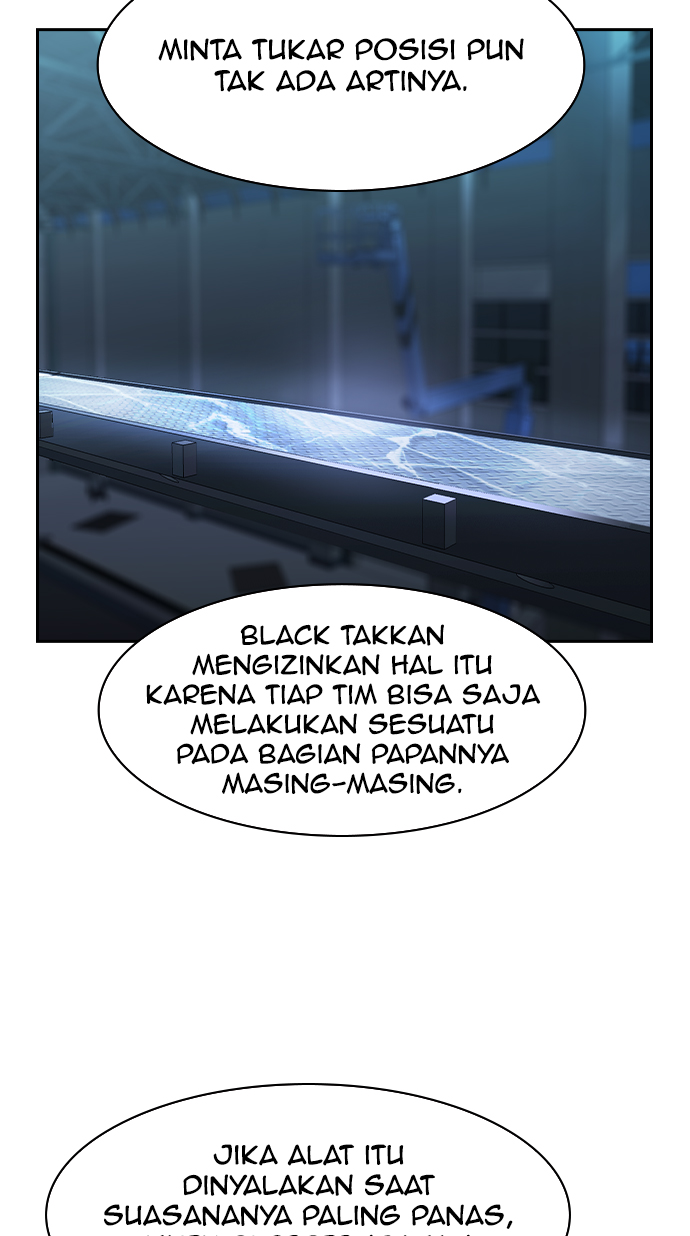 MINTA TUKAR POSISI PUN
TAK ADA ARTINYA.
BLACK TAKKAN
MENGIZINKAN HAL ITU
KARENA TIAP TIM BISA SAJA
MELAKUKAN SESUATU
PADA BAGIAN PAPANNYA
MASING-MASING.
JIKA ALAT ITU
DINYALAKAN SAAT
SUASANANYA PALING PANAS,